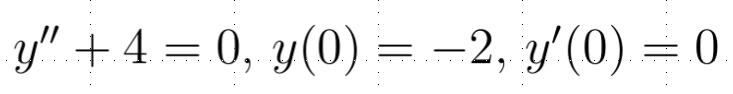 y″ + 4 = 0, y(0) = −2, y′(0) = 0